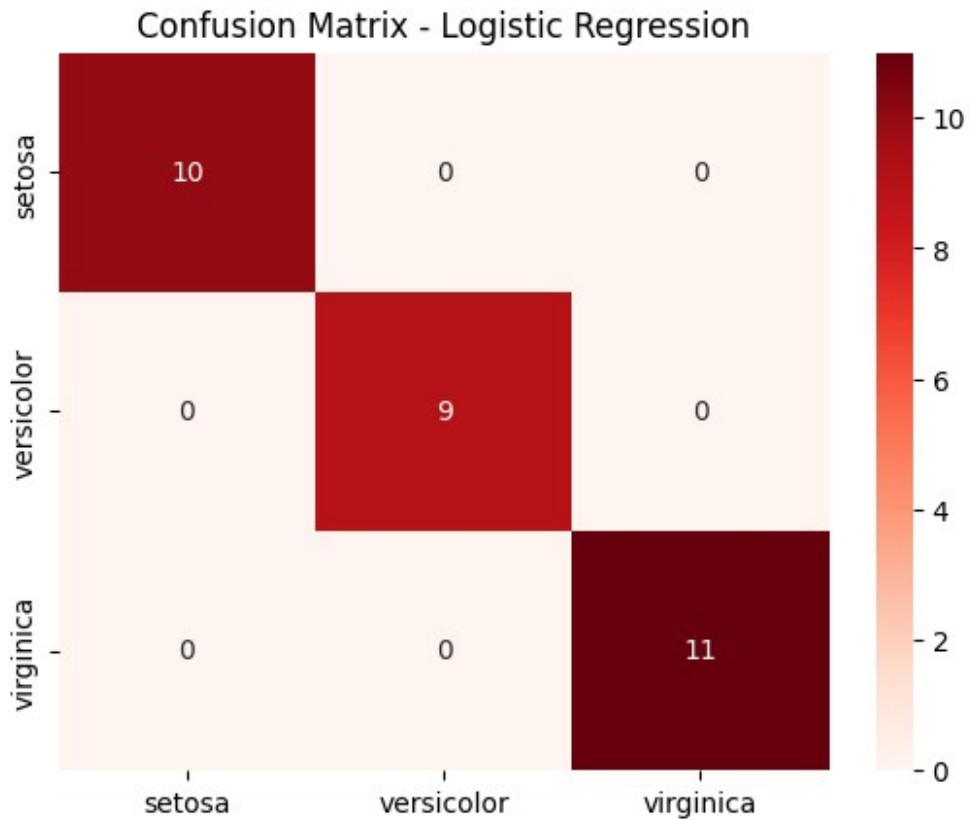 Confusion Matrix - Logistic Regression
setosa
10 0 0
versicolor
0 9 0
virginica
0 0 11
setosa versicolor virginica
10
8
6
4
2
0